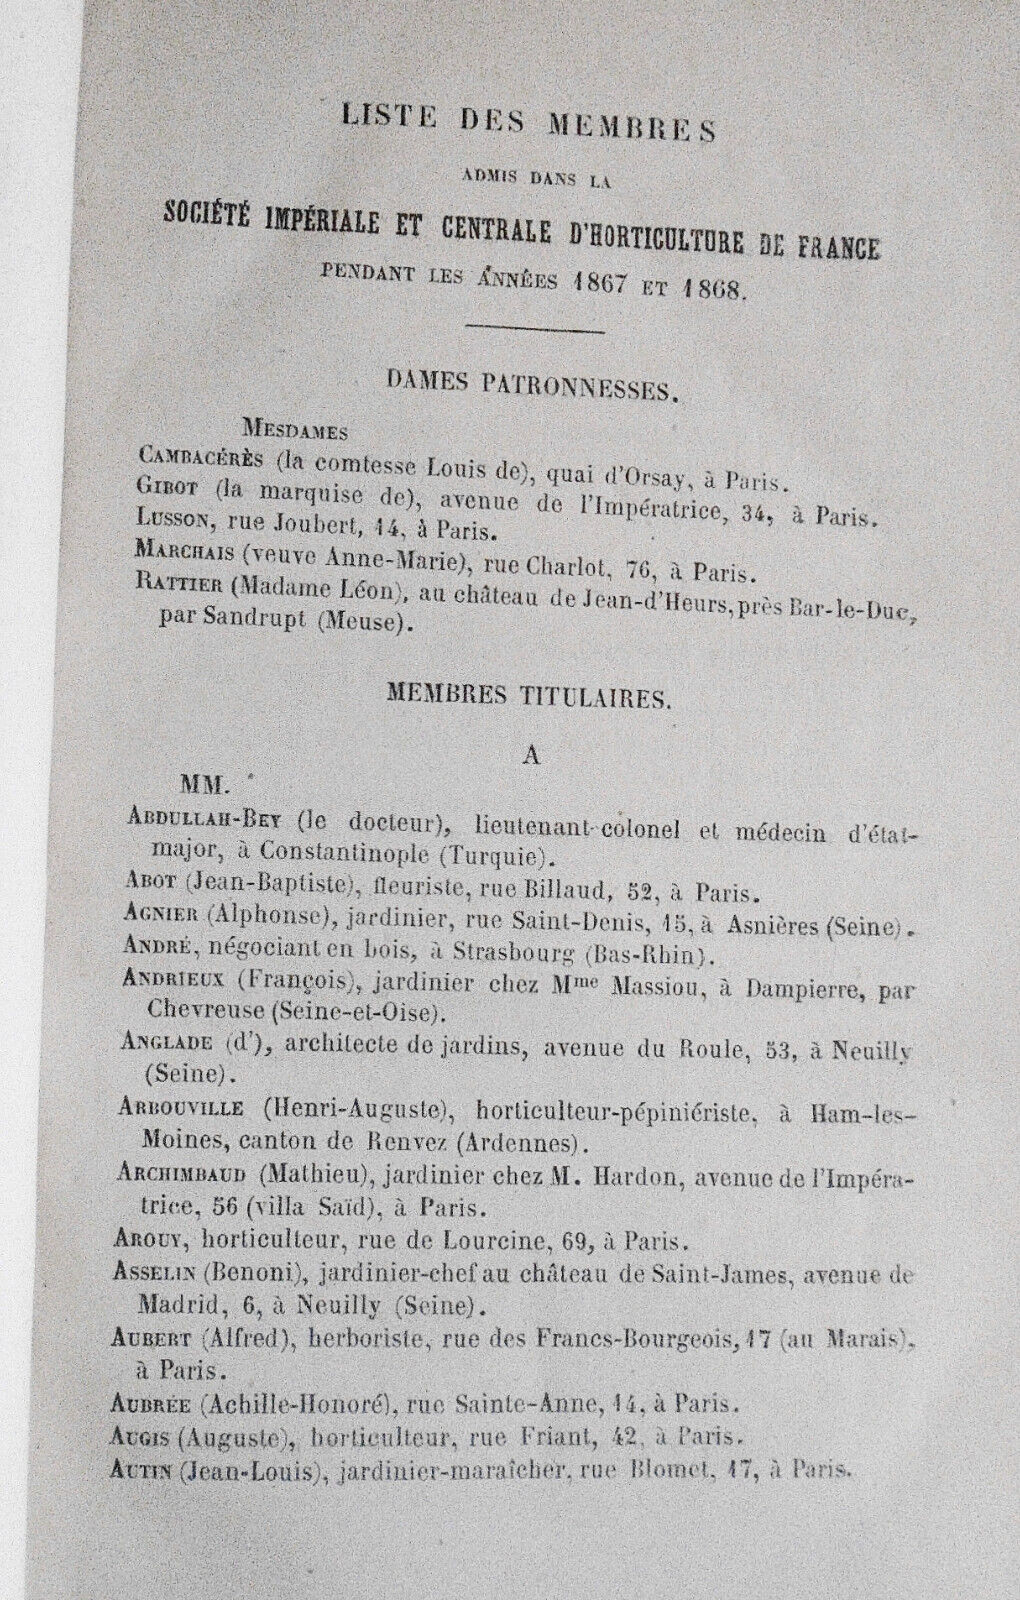 LISTE DES MEMBRES
ADMIS DANS LA
SOCIÉTÉ IMPÉRIALE ET CENTRALE D'HORTICULTURE DE FRANCE
PENDANT LES ANNÉES 1867 ET 1868.
DAMES PATRONNESSES.
MESDAMES
CAMBACÉRÈS (la comtesse Louis de), quai d'Orsay, à Paris.
GIBOT (la marquise de), avenue de l'Impératrice, 34, à Paris.
LUSSON, rue Joubert, 14, à Paris.
MARCHAIS (veuve Anne-Marie), rue Charlot, 76, à Paris.
RATTIER (Madame Léon), au château de Jean-d'Heurs, près Bar-le-Duc,
par Sandrupt (Meuse).
MEMBRES TITULAIRES.
A
MM.
ABDULLAH-BEY (le docteur), lieutenant-colonel et médecin d'état-
major, à Constantinople (Turquie).
ABOT (Jean-Baptiste), fleuriste, rue Billaud, 52, à Paris.
AGNIER (Alphonse), jardinier, rue Saint-Denis, 15, à Asnières (Seine).
ANDRÉ, négociant en bois, à Strasbourg (Bas-Rhin).
ANDRIEUX (François), jardinier chez Mme Massiou, à Dampierre, par
Chevreuse (Seine-et-Oise).
ANGLADE (d'), architecte de jardins, avenue du Roule, 53, à Neuilly
(Seine).
ARBOUVILLE (Henri-Auguste), horticulteur-pépiniériste, à Ham-les-
Moines, canton de Renvez (Ardennes).
ARCHIMBAUD (Mathieu), jardinier chez M. Hardon, avenue de l'Impéra-
trice, 56 (villa Saïd), à Paris.
AROUY, horticulteur, rue de Lourcine, 69, à Paris.
ASSELIN (Benoni), jardinier-chef au château de Saint-James, avenue de
Madrid, 6, à Neuilly (Seine).
AUBERT (Alfred), herboriste, rue des Francs-Bourgeois, 17 (au Marais),
à Paris.
AUBRÉE (Achille-Honoré), rue Sainte-Anne, 14, à Paris.
AUGIS (Auguste), horticulteur, rue Friant, 42, à Paris.
AUTIN (Jean-Louis), jardinier-maraîcher, rue Blomet, 17, à Paris.